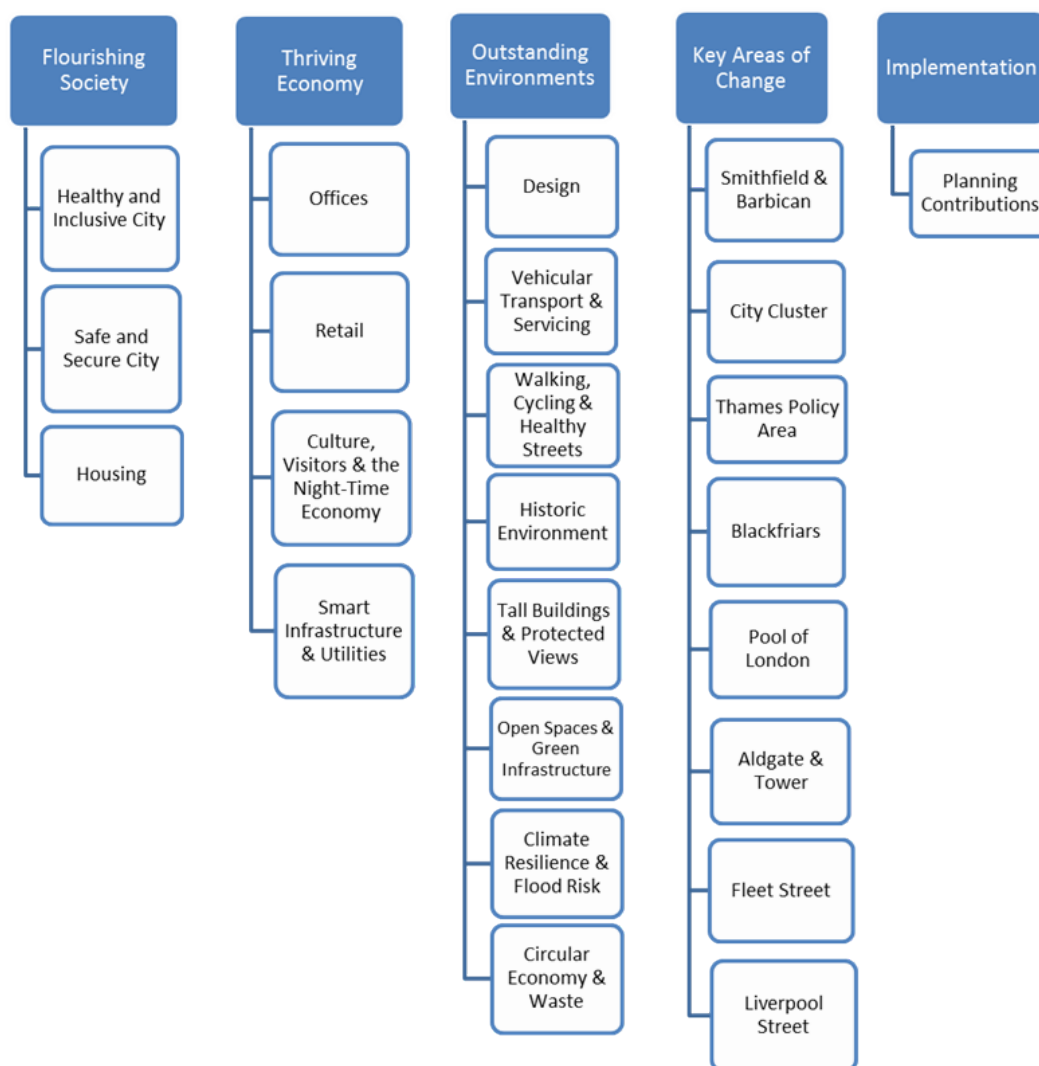 Flourishing
Society
Healthy and
Inclusive City
Safe and
Secure City
Housing
Thriving
Economy
Offices
Retail
Culture,
Visitors & the
Night-Time
Economy
Smart
Infrastructure
& Utilities
Outstanding
Environments
Design
Vehicular
Transport &
Servicing
Walking,
Cycling &
Healthy
Streets
Historic
Environment
Tall Buildings
& Protected
Views
Open Spaces &
Green
Infrastructure
Climate
Resilience &
Flood Risk
Circular
Economy &
Waste
Key Areas of
Change
Smithfield &
Barbican
City Cluster
Thames Policy
Area
Blackfriars
Pool of
London
Aldgate &
Tower
Fleet Street
Liverpool
Street
Implementation
Planning
Contributions